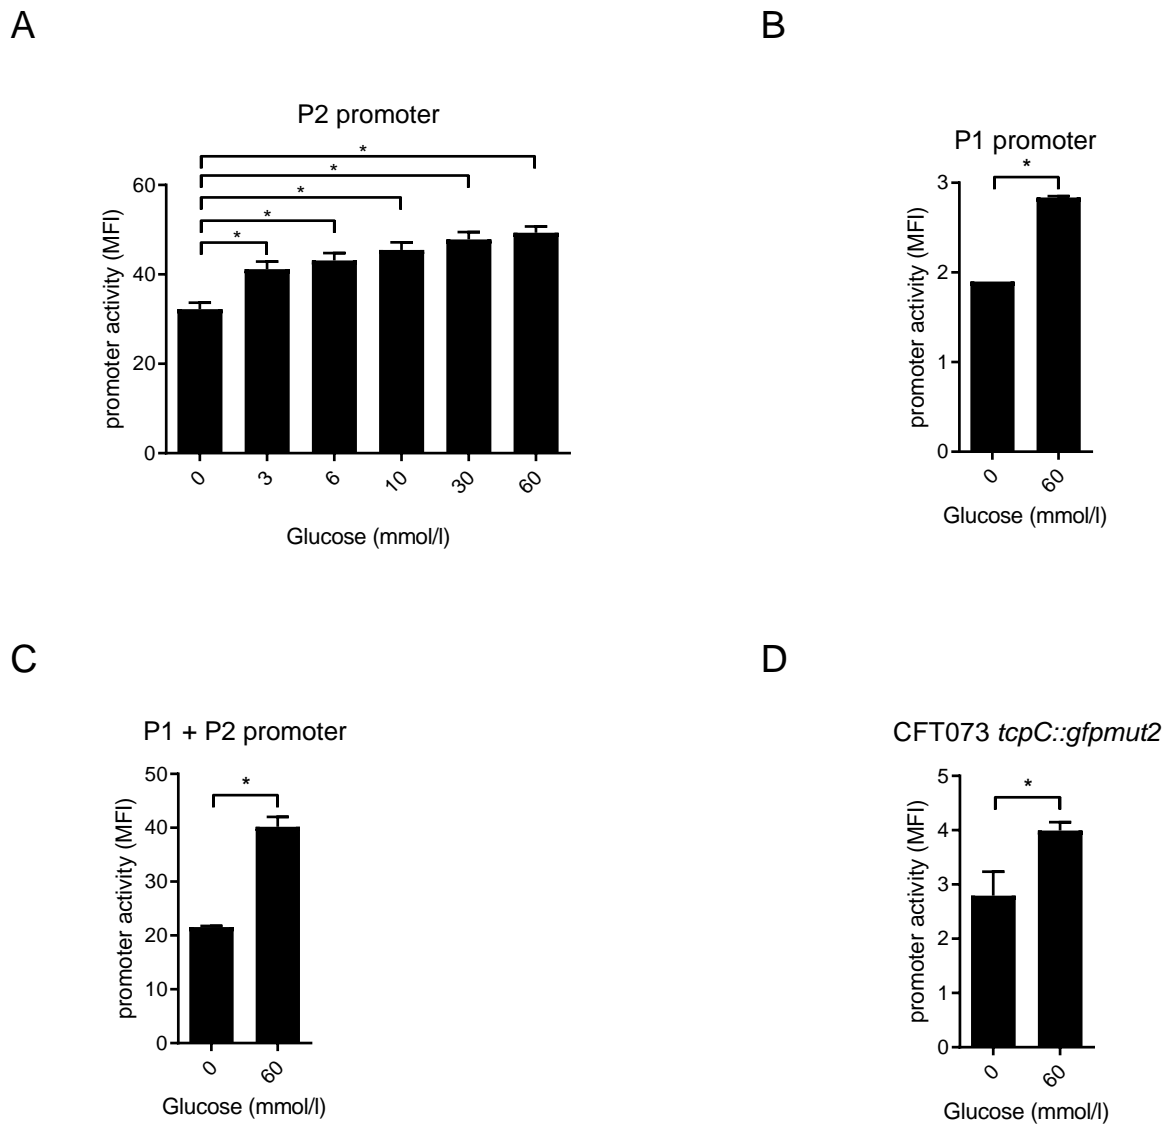 A
P2 promoter
*
*
*
*
*
promoter activity (MFI)
60
40
20
0
0 3 6 10 30 60
Glucose (mmol/l)
B
P1 promoter
*
promoter activity (MFI)
3
2
1
0
0 60
Glucose (mmol/l)
C
P1 + P2 promoter
*
promoter activity (MFI)
50
40
30
20
10
0
0 60
Glucose (mmol/l)
D
CFT073 tcpC::gfpmut2
*
promoter activity (MFI)
5
4
3
2
1
0
0 60
Glucose (mmol/l)